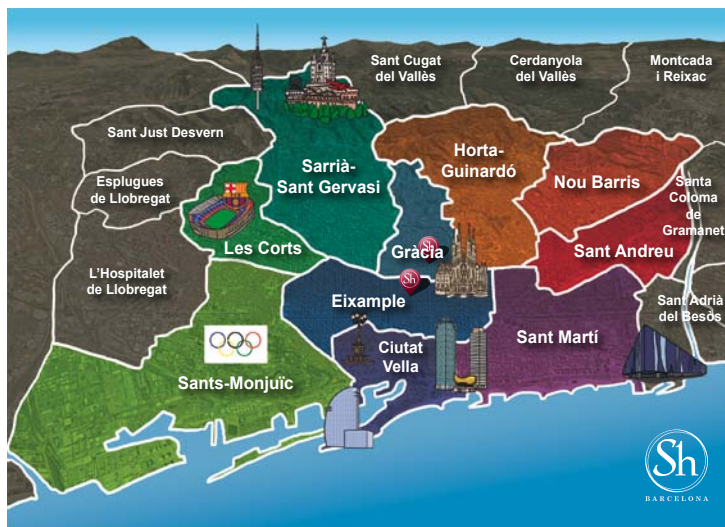 Sant Cugat
del Vallès
Cerdanyola
del Vallès
Montcada
i Reixac
Sant Just Desvern
Sarrià-
Sant Gervasi
Horta-
Guinardó
Nou Barris
Santa
Coloma
de
Gramanet
Esplugues
de Llobregat
Les Corts
Gràcia
Sh
Sant Andreu
L'Hospitalet
de Llobregat
Sh
Eixample
Sant Adrià
del Besòs
Sant Martí
Ciutat
Vella
Sants-Monjuïc
Sh
BARCELONA